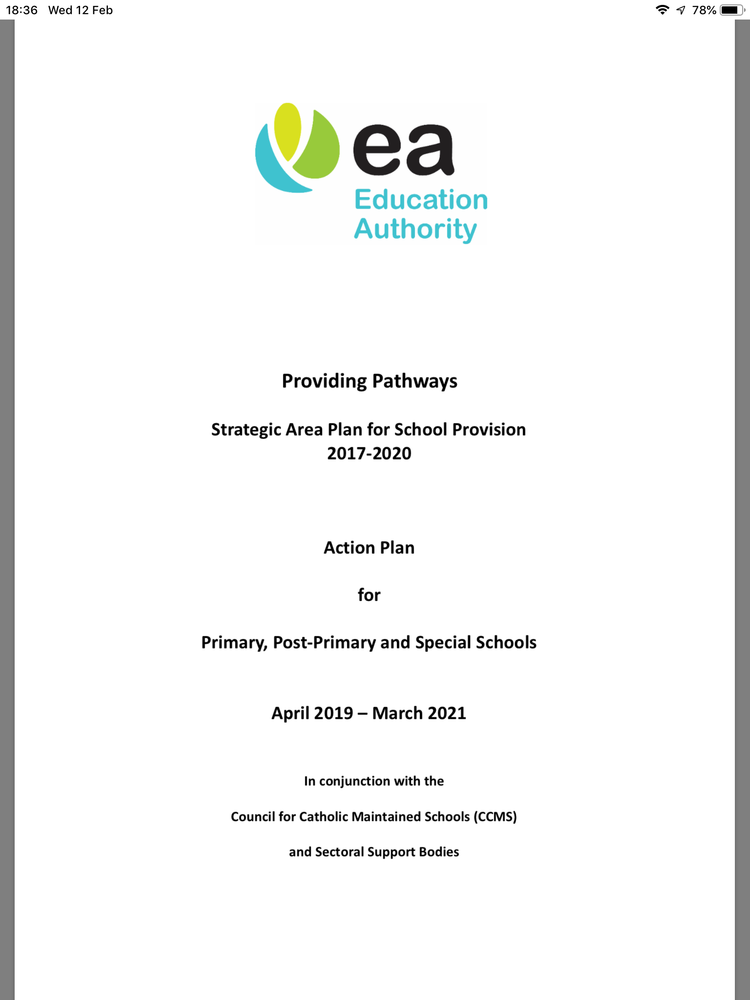 18:36 Wed 12 Feb 78%
ea
Education
Authority
Providing Pathways
Strategic Area Plan for School Provision
2017-2020
Action Plan
for
Primary, Post-Primary and Special Schools
April 2019 – March 2021
In conjunction with the
Council for Catholic Maintained Schools (CCMS)
and Sectoral Support Bodies